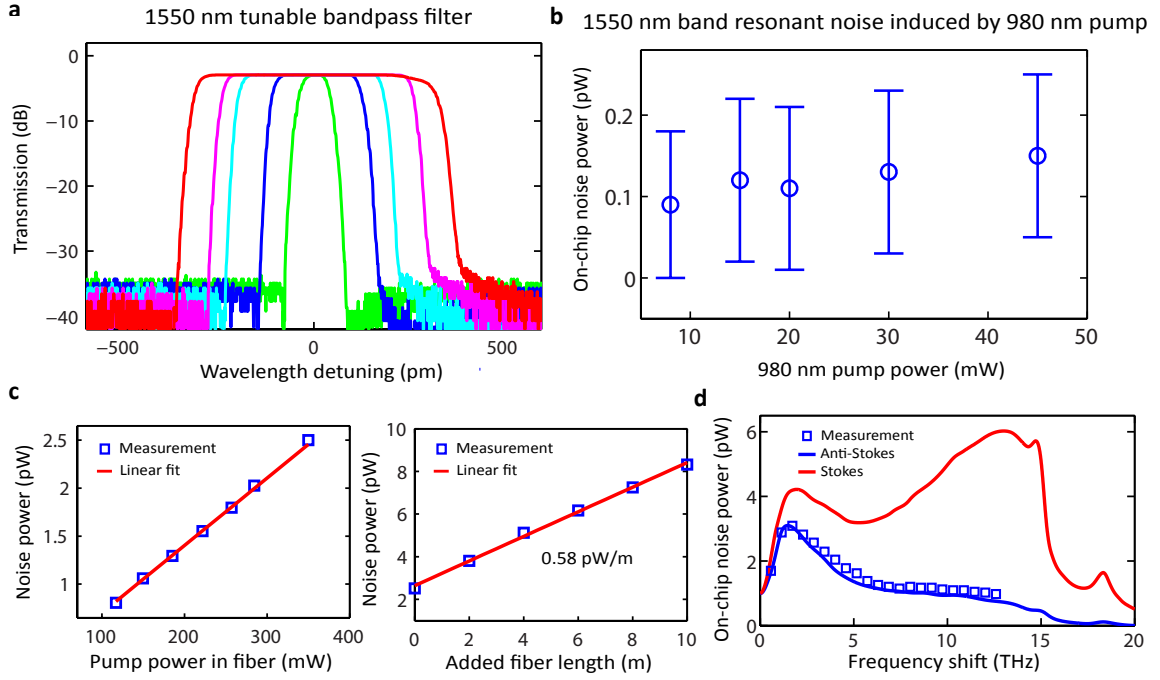 a
1550 nm tunable bandpass filter
0
−10
−20
−30
−40
Transmission (dB)
−500
0
500
Wavelength detuning (pm)
b
1550 nm band resonant noise induced by 980 nm pump
0.2
0.1
0
On-chip noise power (pW)
10
20
30
40
50
980 nm pump power (mW)
c
2.5
2
1.5
1
Noise power (pW)
Measurement
Linear fit
100
200
300
400
Pump power in fiber (mW)
10
8
6
4
2
Noise power (pW)
Measurement
Linear fit
0.58 pW/m
0
2
4
6
8
10
Added fiber length (m)
d
6
4
2
0
On-chip noise power (pW)
Measurement
Anti-Stokes
Stokes
0
5
10
15
20
Frequency shift (THz)